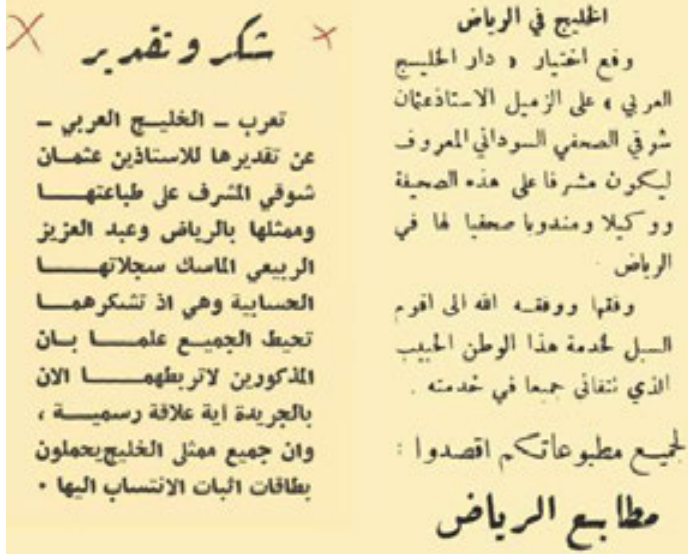 الخليج في الرياض
وقع اختيار « دار الخليج
العربي » على الزميل الاستاذ عثمان
شوقي الصحفي السوداني المعروف
ليكون مشرفا على هذه الصحيفة
ووكيلا ومندوبا صحفيا لها في
الرياض .
وفقها ووفقه الله الى اقوم
السبل لخدمة هذا الوطن الحبيب
الذي نتفانى جميعا في خدمته .
لجميع مطبوعاتكم اقصدوا :
مطابع الرياض
شكر وتقدير
تعرب ــ الخليج العربي ــ
عن تقديرها للاستاذين عثمان
شوقي المشرف على طباعتها
وممثلها بالرياض وعبد العزيز
الربيعي الماسك سجلاتها
الحسابية وهي اذ تشكرهما
تحيط الجميع علما بان
المذكورين لاتربطهما الان
بالجريدة اية علاقة رسمية ،
وان جميع ممثلى الخليج يحملون
بطاقات اثبات الانتساب اليها .